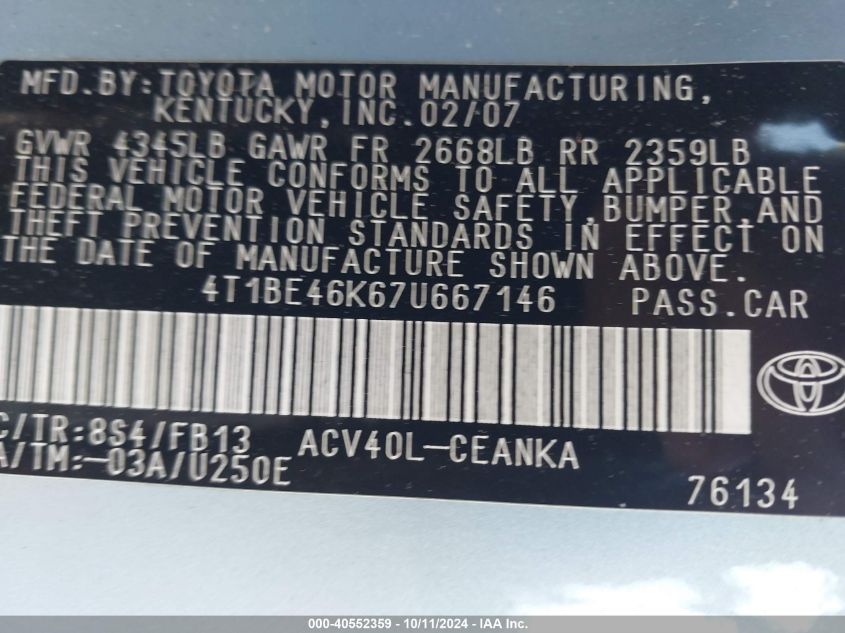 MFD.BY:TOYOTA MOTOR MANUFACTURING,
KENTUCKY, INC. 02/07
GVWR 4345LB GAWR FR 2668LB RR 2359LB
THIS VEHICLE CONFORMS TO ALL APPLICABLE
FEDERAL MOTOR VEHICLE SAFETY,BUMPER,AND
THEFT PREVENTION STANDARDS IN EFFECT ON
THE DATE OF MANUFACTURE SHOWN ABOVE.
4T1BE46K67U667146 PASS.CAR
C/TR:8S4/FB13 ACV40L-CEANKA
A/TM:-03A/U250E
76134
000-40552359 - 10/11/2024 - IAA Inc.